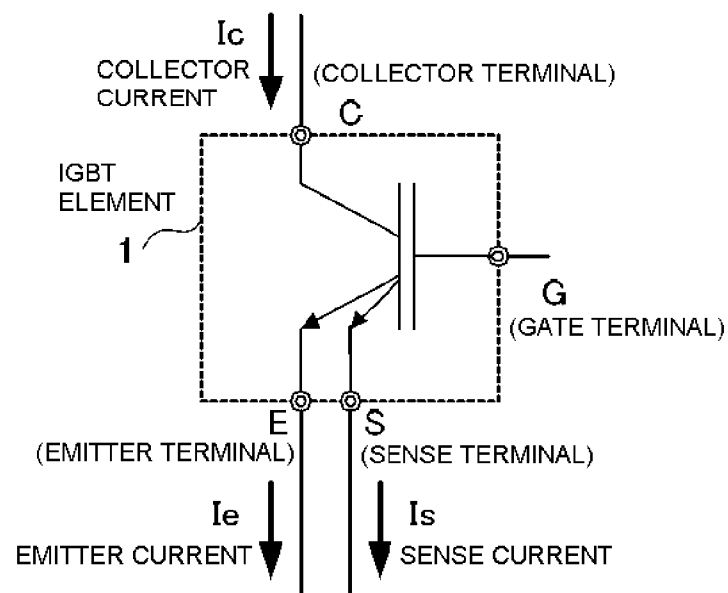 Ic
COLLECTOR
CURRENT
(COLLECTOR TERMINAL)
C
IGBT
ELEMENT
1
G
(GATE TERMINAL)
E
S
(EMITTER TERMINAL)
(SENSE TERMINAL)
Ie
Is
EMITTER CURRENT
SENSE CURRENT